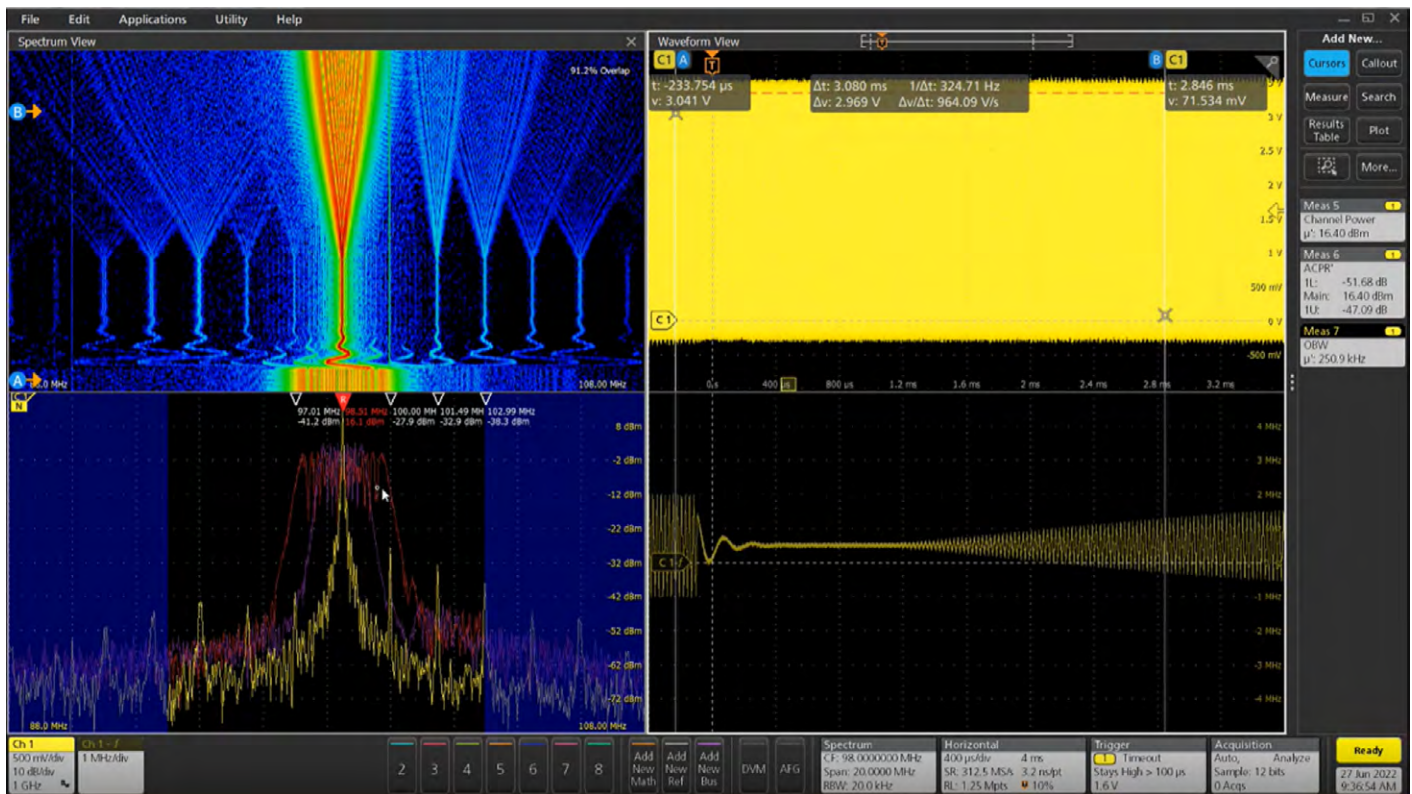 File Edit Applications Utility Help
Spectrum View
91.2% Overlap
B
A
108.00 MHz
C 1
N
R
97.01 MHz 98.51 MHz 100.00 MH 101.49 MH 102.99 MHz
-41.2 dBm 16.1 dBm -27.9 dBm -32.9 dBm -38.3 dBm
8 dBm
-2 dBm
-12 dBm
-22 dBm
-32 dBm
-42 dBm
-52 dBm
-62 dBm
-72 dBm
88.0 MHz 108.00 MHz
Waveform View
C1 A T B C1
t: -233.754 µs
v: 3.041 V
Δt: 3.080 ms 1/Δt: 324.71 Hz
Δv: 2.969 V Δv/Δt: 964.09 V/s
t: 2.846 ms
v: 71.534 mV
3 V
2.5 V
2 V
1.5 V
1 V
500 mV
C 1
0 V
-500 mV
0 s 400 µs 800 µs 1.2 ms 1.6 ms 2 ms 2.4 ms 2.8 ms 3.2 ms
4 MHz
3 MHz
2 MHz
C 1 f
-1 MHz
-2 MHz
-3 MHz
-4 MHz
Add New...
Cursors Callout
Measure Search
Results
Table
Plot
More...
Meas 5 1
Channel Power
µ': 16.40 dBm
Meas 6 1
ACPR'
1L: -51.68 dB
Main: 16.40 dBm
1U: -47.09 dB
Meas 7 1
OBW
µ': 250.9 kHz
Ch 1
500 mV/div
10 dB/div
1 GHz
Ch 1 - f
1 MHz/div
2 3 4 5 6 7 8
Add
New
Math
Add
New
Ref
Add
New
Bus
DVM AFG
Spectrum
CF: 98.0000000 MHz
Span: 20.0000 MHz
RBW: 20.0 kHz
Horizontal
400 µs/div 4 ms
SR: 312.5 MS/s 3.2 ns/pt
RL: 1.25 Mpts 10%
Trigger
1 Timeout
Stays High > 100 µs
1.6 V
Acquisition
Auto, Analyze
Sample: 12 bits
0 Acqs
Ready
27 Jun 2022
9:36:54 AM